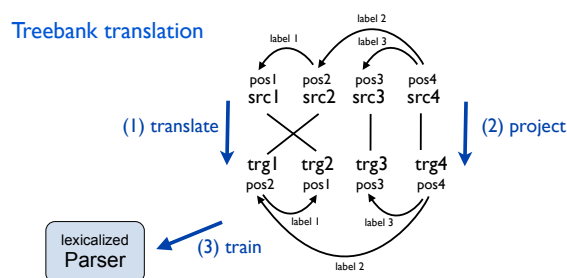 Treebank translation
label 2
label 1
label 3
pos1 pos2 pos3 pos4
src1 src2 src3 src4
(1) translate
(2) project
trg1 trg2 trg3 trg4
pos2 pos1 pos3 pos4
label 1
label 3
(3) train
label 2
lexicalized
Parser